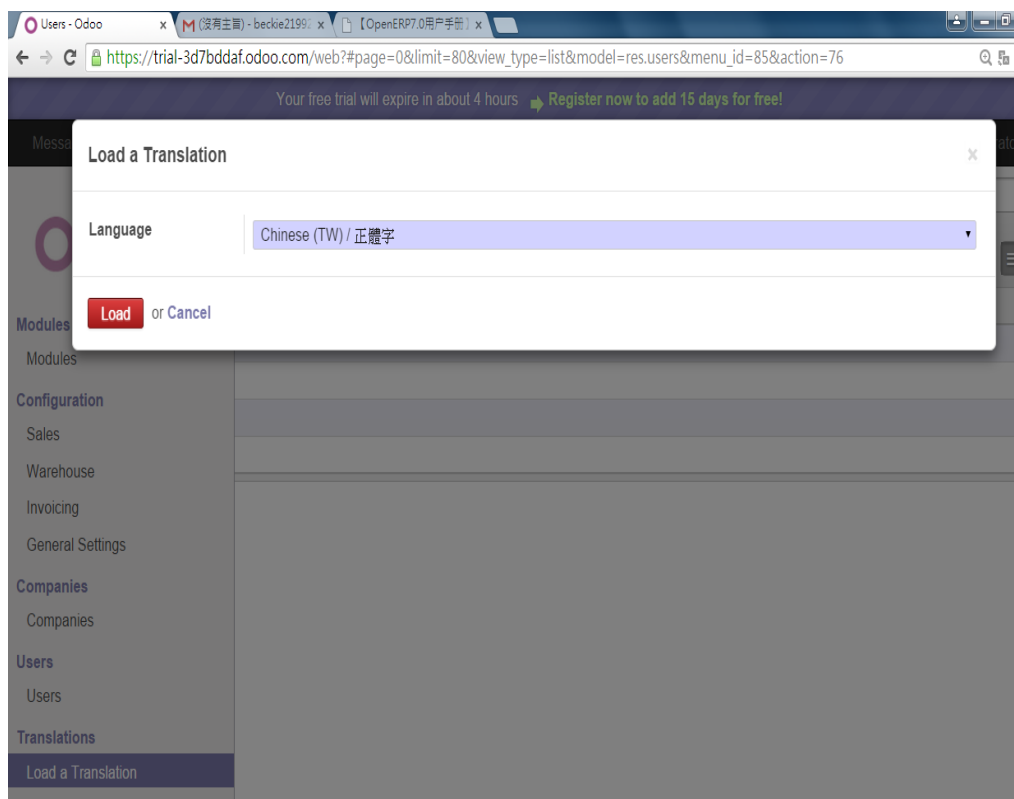 Users - Odoo
(沒有主旨) - beckie2199
【OpenERP7.0用户手册】
https://trial-3d7bddaf.odoo.com/web?#page=0&limit=80&view_type=list&model=res.users&menu_id=85&action=76
Your free trial will expire in about 4 hours Register now to add 15 days for free!
Messa
Load a Translation
Language
Chinese (TW) / 正體字
Load or Cancel
Modules
Modules
Configuration
Sales
Warehouse
Invoicing
General Settings
Companies
Companies
Users
Users
Translations
Load a Translation